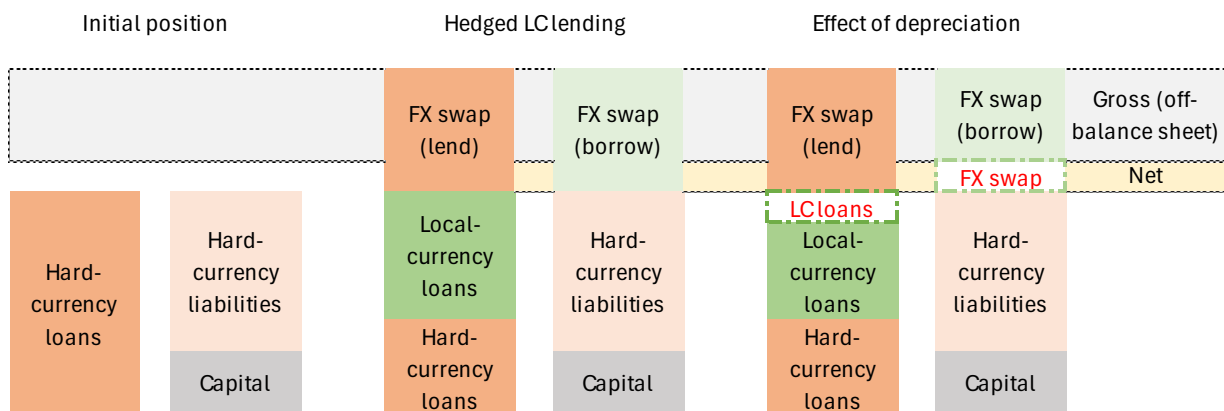 Initial position
Hedged LC lending
Effect of depreciation
FX swap
(lend)
FX swap
(borrow)
FX swap
(lend)
FX swap
(borrow)
Gross (off-
balance sheet)
FX swap
Net
Hard-
currency
loans
Hard-
currency
liabilities
Capital
Local-
currency
loans
Hard-
currency
loans
Hard-
currency
liabilities
Capital
LC loans
Local-
currency
loans
Hard-
currency
loans
Hard-
currency
liabilities
Capital